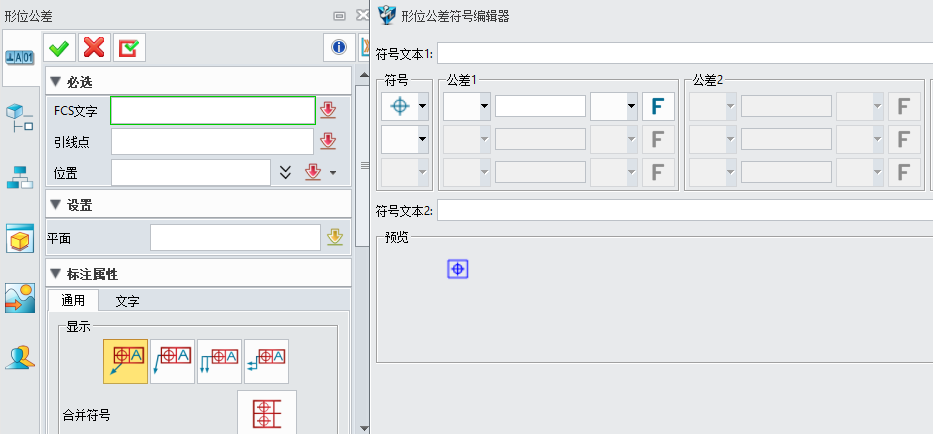 形位公差
必选
FCS文字
引线点
位置
设置
平面
标注属性
通用 文字
显示
合并符号
形位公差符号编辑器
符号文本1:
符号 公差1 公差2
F F
F F
F F
符号文本2:
预览